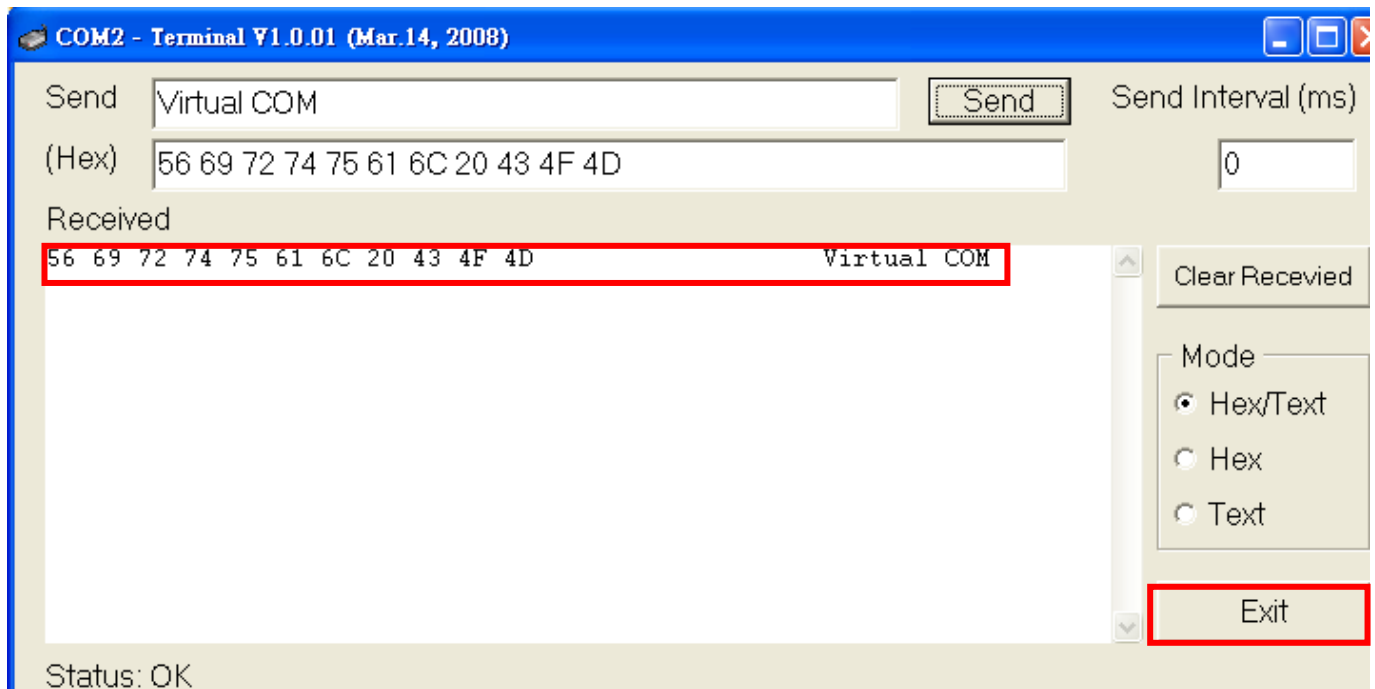 COM2 - Terminal V1.0.01 (Mar.14, 2008)
Send Virtual COM Send Send Interval (ms)
(Hex) 56 69 72 74 75 61 6C 20 43 4F 4D 0
Received
56 69 72 74 75 61 6C 20 43 4F 4D Virtual COM
Clear Recevied
Mode
Hex/Text
Hex
Text
Exit
Status: OK